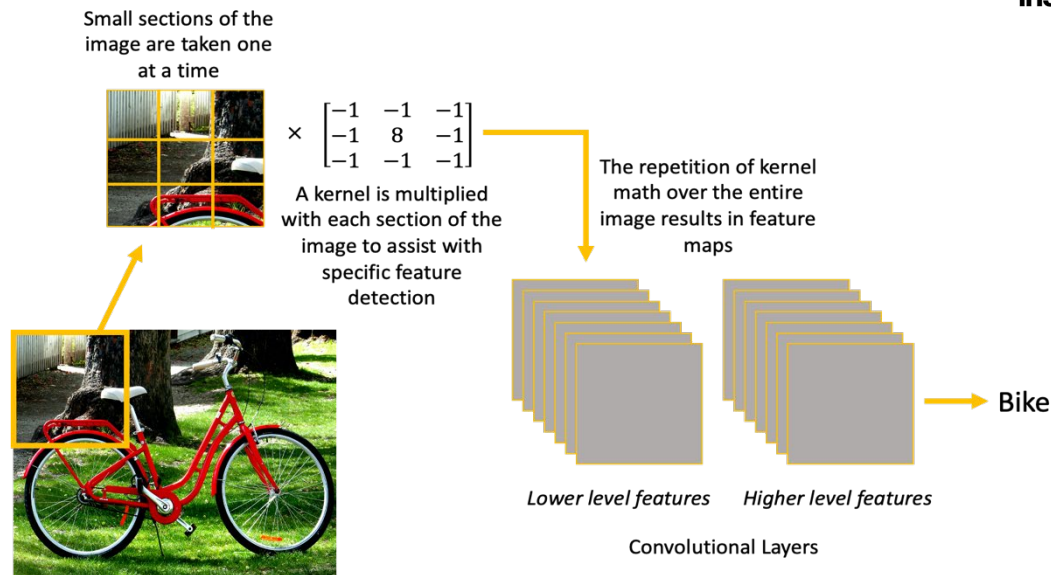 Small sections of the
image are taken one
at a time
×
−1 −1 −1
−1 8 −1
−1 −1 −1
A kernel is multiplied
with each section of the
image to assist with
specific feature
detection
The repetition of kernel
math over the entire
image results in feature
maps
Bike
Lower level features
Higher level features
Convolutional Layers